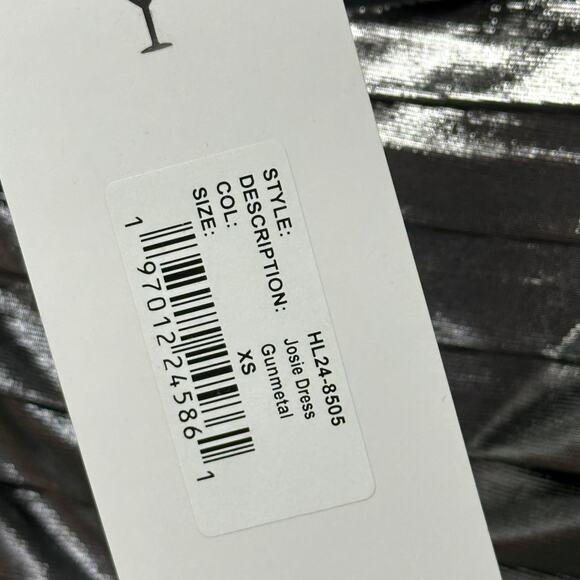 STYLE: HL24-8505
DESCRIPTION: Josie Dress
COL: Gunmetal
SIZE: XS
1 97012 24586 1